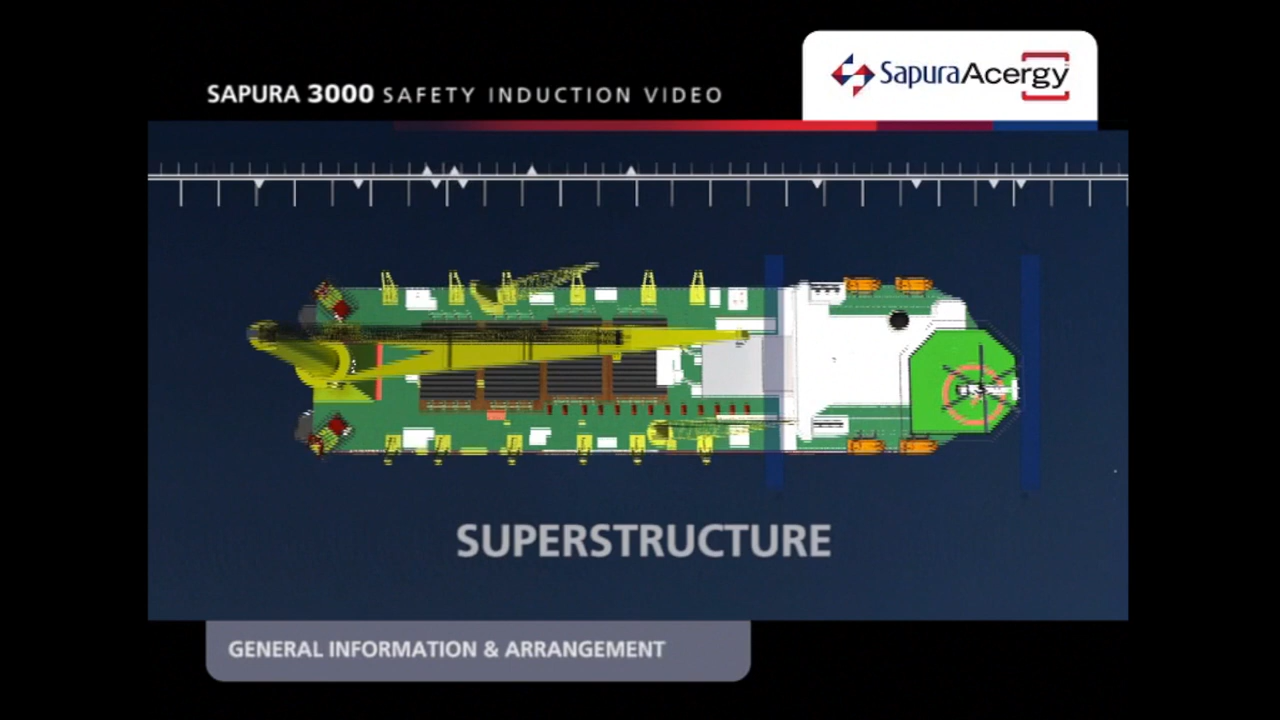 SAPURA 3000 SAFETY INDUCTION VIDEO
SapuraAcergy
SUPERSTRUCTURE
GENERAL INFORMATION & ARRANGEMENT